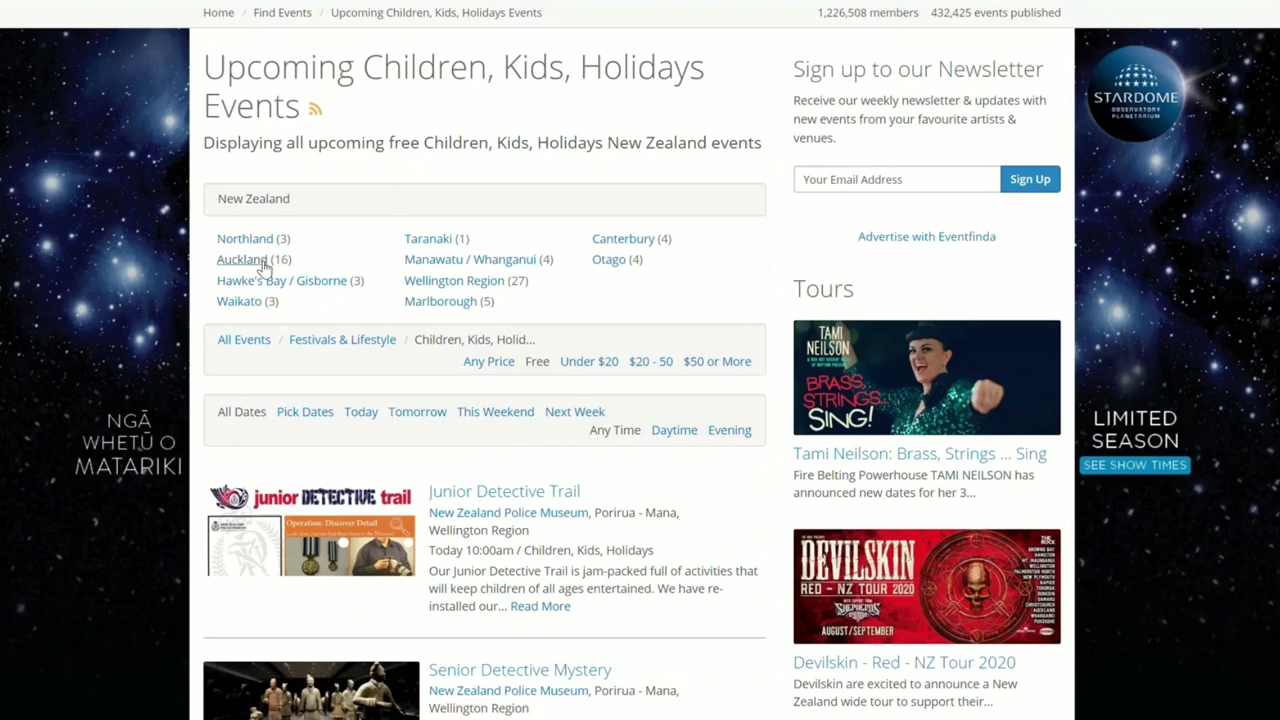 Home / Find Events / Upcoming Children, Kids, Holidays Events
1,226,508 members 432,425 events published
Upcoming Children, Kids, Holidays
Events
Displaying all upcoming free Children, Kids, Holidays New Zealand events
New Zealand
Northland (3)
Auckland (16)
Hawke's Bay / Gisborne (3)
Waikato (3)
Taranaki (1)
Manawatu / Whanganui (4)
Wellington Region (27)
Marlborough (5)
Canterbury (4)
Otago (4)
All Events / Festivals & Lifestyle / Children, Kids, Holid...
Any Price Free Under $20 $20 - 50 $50 or More
All Dates Pick Dates Today Tomorrow This Weekend Next Week
Any Time Daytime Evening
junior DETECTIVE trail
Operation: Discover Detail
Junior Detective Trail
New Zealand Police Museum, Porirua - Mana,
Wellington Region
Today 10:00am / Children, Kids, Holidays
Our Junior Detective Trail is jam-packed full of activities that
will keep children of all ages entertained. We have re-
installed our... Read More
Senior Detective Mystery
New Zealand Police Museum, Porirua - Mana,
Wellington Region
Sign up to our Newsletter
Receive our weekly newsletter & updates with
new events from your favourite artists &
venues.
Your Email Address
Sign Up
Advertise with Eventfinda
Tours
TAMI
NEILSON
BRASS,
STRINGS...
SING!
Tami Neilson: Brass, Strings ... Sing
Fire Belting Powerhouse TAMI NEILSON has
announced new dates for her 3...
DEVILSKIN
RED - NZ TOUR 2020
AUGUST/SEPTEMBER
Devilskin - Red - NZ Tour 2020
Devilskin are excited to announce a New
Zealand wide tour to support their...
NGĀ
WHETŪ O
MATARIKI
STARDOME
OBSERVATORY
PLANETARIUM
LIMITED
SEASON
SEE SHOW TIMES